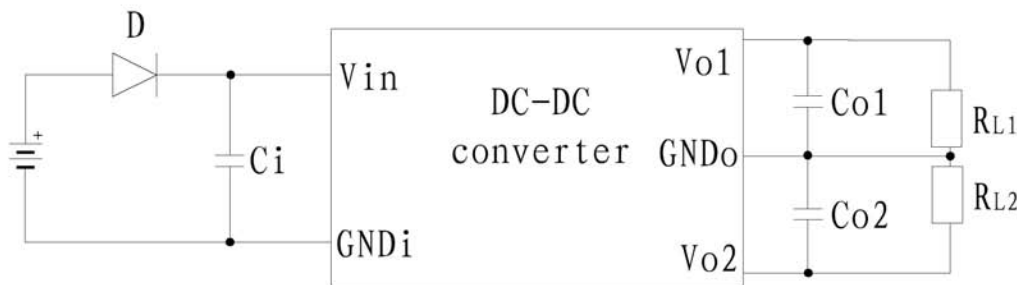 D
+
Vin
Ci
GNDi
DC-DC
converter
Vo1
GNDo
Vo2
Co1
Co2
RL1
RL2